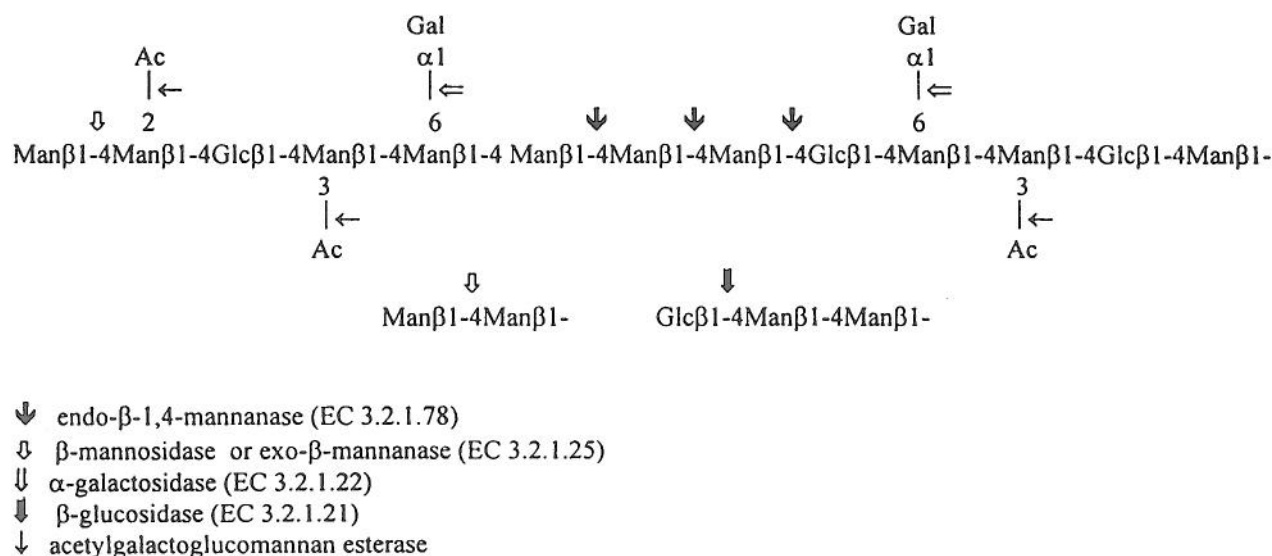 Gal Gal
Ac α1 α1
2 6 6
Manβ1-4Manβ1-4Glcβ1-4Manβ1-4Manβ1-4 Manβ1-4Manβ1-4Manβ1-4Glcβ1-4Manβ1-4Manβ1-4Glcβ1-4Manβ1-
3 3
Ac Ac
Manβ1-4Manβ1- Glcβ1-4Manβ1-4Manβ1-
endo-β-1,4-mannanase (EC 3.2.1.78)
β-mannosidase or exo-β-mannanase (EC 3.2.1.25)
α-galactosidase (EC 3.2.1.22)
β-glucosidase (EC 3.2.1.21)
acetylgalactoglucomannan esterase